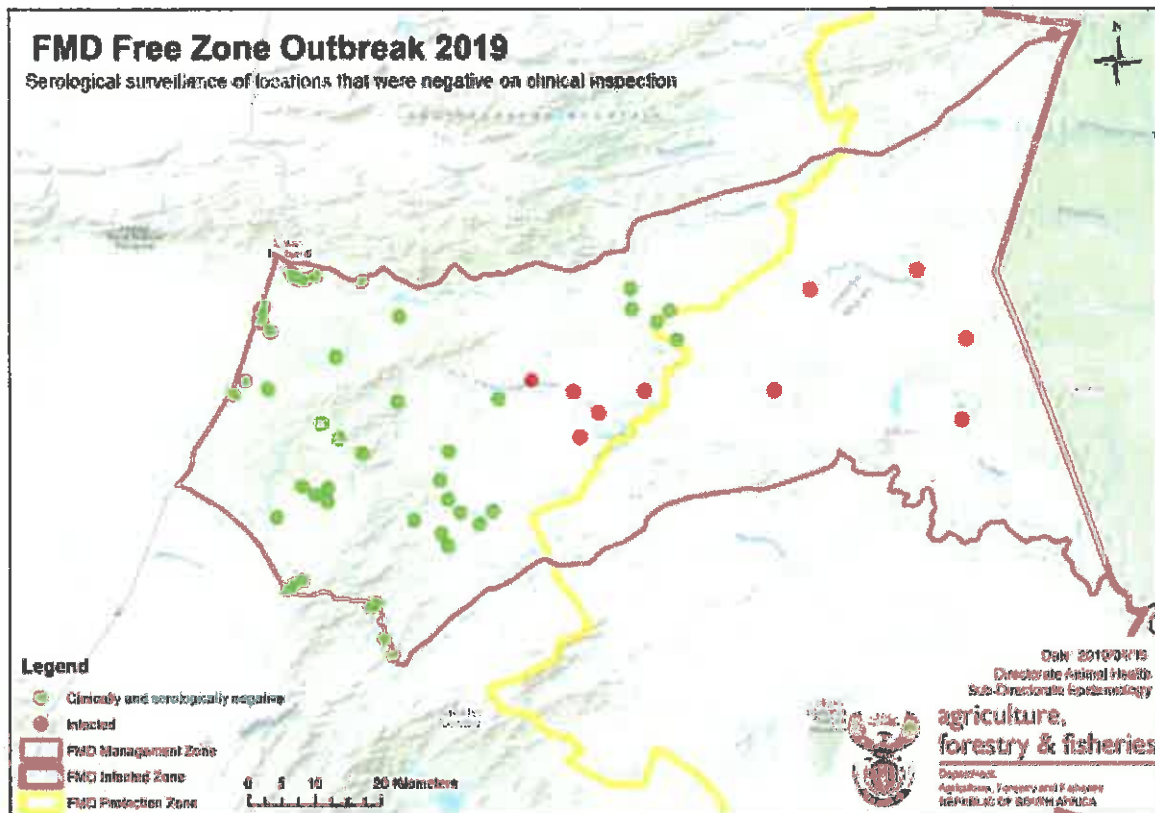 FMD Free Zone Outbreak 2019
Serological surveillance of locations that were negative on clinical inspection
N
Legend
Clinically and serologically negative
Infected
FMD Management Zone
FMD Infected Zone
FMD Protection Zone
0 5 10 20 Kilometers
Directorate Animal Health
Sub-Directorate Epidemiology
agriculture,
forestry & fisheries
Department:
Agriculture, Forestry and Fisheries
REPUBLIC OF SOUTH AFRICA